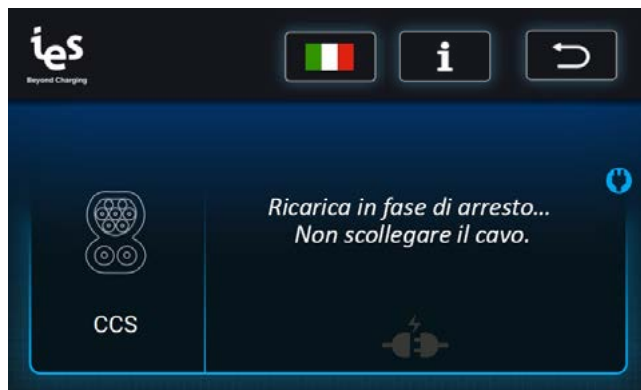 ies
Beyond Charging
i
Ricarica in fase di arresto...
Non scollegare il cavo.
CCS